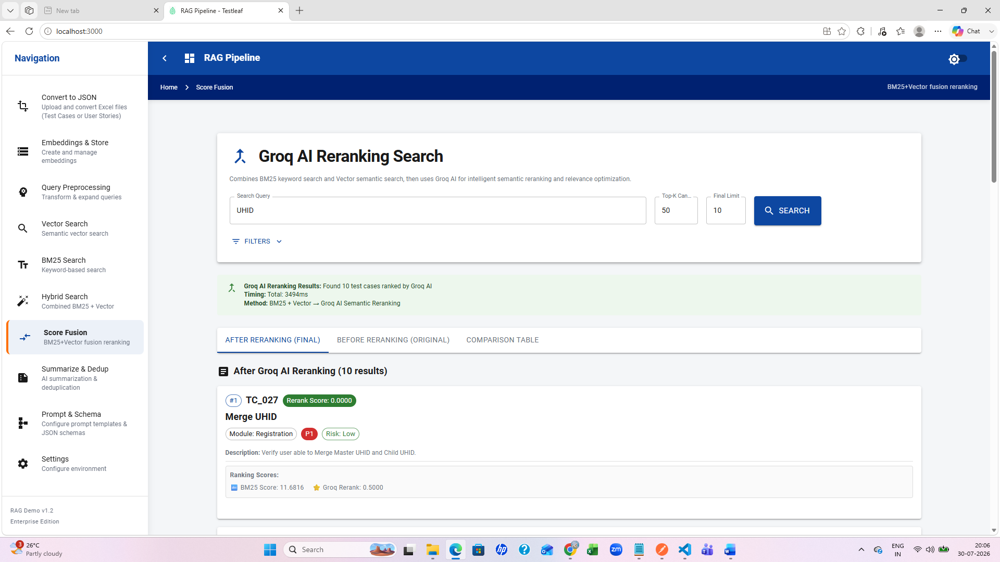 New tab
RAG Pipeline - Testleaf
localhost:3000
Chat
Navigation
RAG Pipeline
Home
Score Fusion
BM25+Vector fusion reranking
Convert to JSON
Upload and convert Excel files
(Test Cases or User Stories)
Embeddings & Store
Create and manage
embeddings
Query Preprocessing
Transform & expand queries
Vector Search
Semantic vector search
BM25 Search
Keyword-based search
Hybrid Search
Combined BM25 + Vector
Score Fusion
BM25+Vector fusion reranking
Summarize & Dedup
AI summarization &
deduplication
Prompt & Schema
Configure prompt templates &
JSON schemas
Settings
Configure environment
RAG Demo v1.2
Enterprise Edition
Groq AI Reranking Search
Combines BM25 keyword search and Vector semantic search, then uses Groq AI for intelligent semantic reranking and relevance optimization.
Search Query
UHID
Top-K Can...
50
Final Limit
10
SEARCH
FILTERS
Groq AI Reranking Results: Found 10 test cases ranked by Groq AI
Timing: Total: 3494ms
Method: BM25 + Vector → Groq AI Semantic Reranking
AFTER RERANKING (FINAL)
BEFORE RERANKING (ORIGINAL)
COMPARISON TABLE
After Groq AI Reranking (10 results)
#1 TC_027 Rerank Score: 0.0000
Merge UHID
Module: Registration P1 Risk: Low
Description: Verify user able to Merge Master UHID and Child UHID.
Ranking Scores:
BM25 Score: 11.6816
Groq Rerank: 0.5000
3
26°C
Partly cloudy
Search
hp
zm
ENG
IN
20:06
30-07-2026